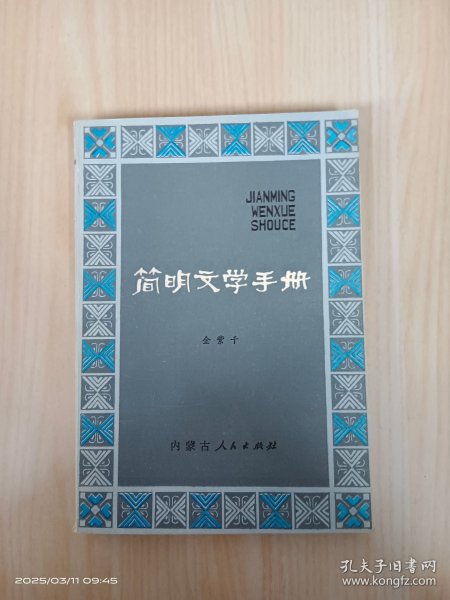 JIANMING
WENXUE
SHOUCE
简明文学手册
金紫千
内蒙古人民出版社
2025/03/11 09:45
孔夫子旧书网
www.kongfz.com